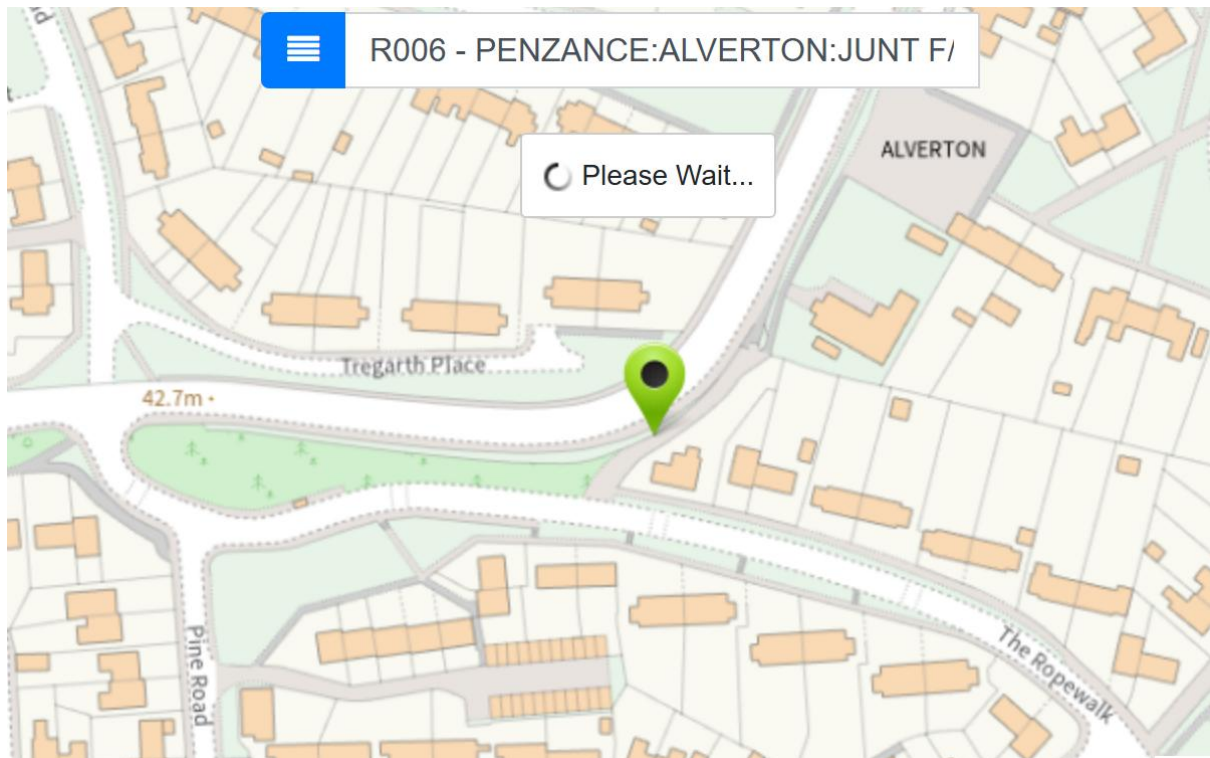 R006 - PENZANCE:ALVERTON:JUNT F/
ALVERTON
Please Wait...
Tregarth Place
42.7m
Pine Road
The Ropewalk